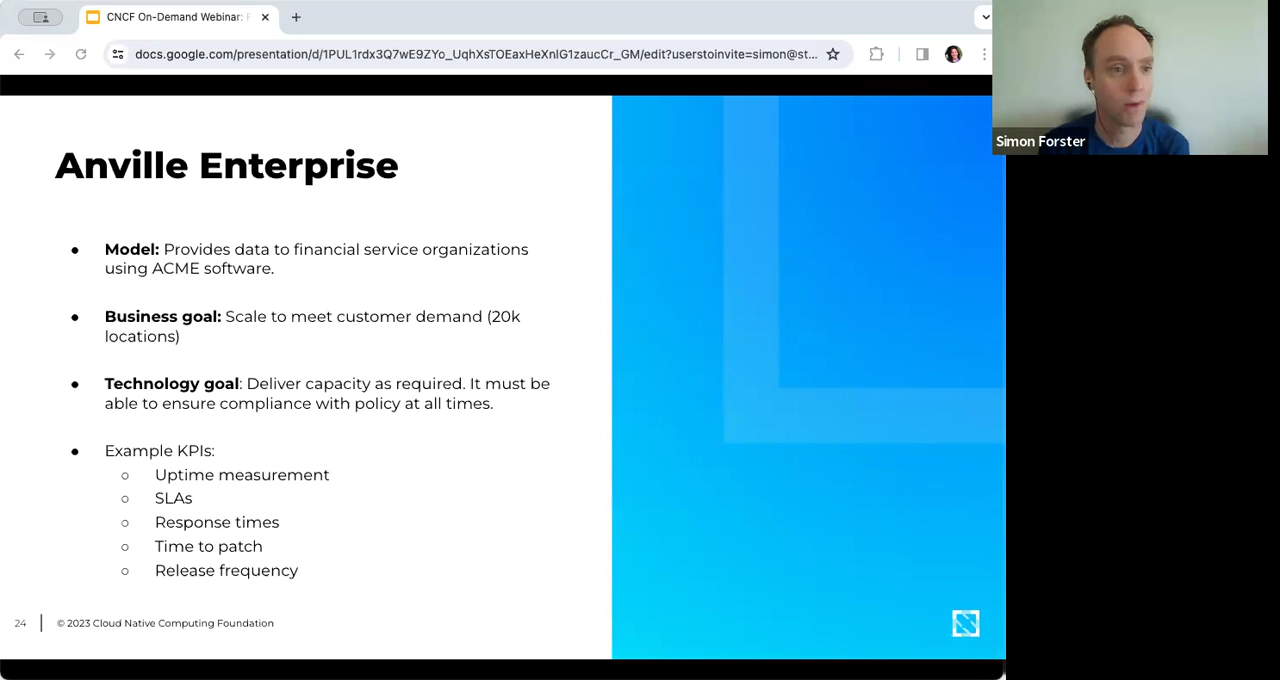 CNCF On-Demand Webinar: F
docs.google.com/presentation/d/1PUL1rdx3Q7wE9ZYo_UqhXsTOEaxHeXnlG1zaucCr_GM/edit?userstoinvite=simon@st...
Simon Forster
Anville Enterprise
● Model: Provides data to financial service organizations
using ACME software.
● Business goal: Scale to meet customer demand (20k
locations)
● Technology goal: Deliver capacity as required. It must be
able to ensure compliance with policy at all times.
● Example KPIs:
○ Uptime measurement
○ SLAs
○ Response times
○ Time to patch
○ Release frequency
24 | © 2023 Cloud Native Computing Foundation